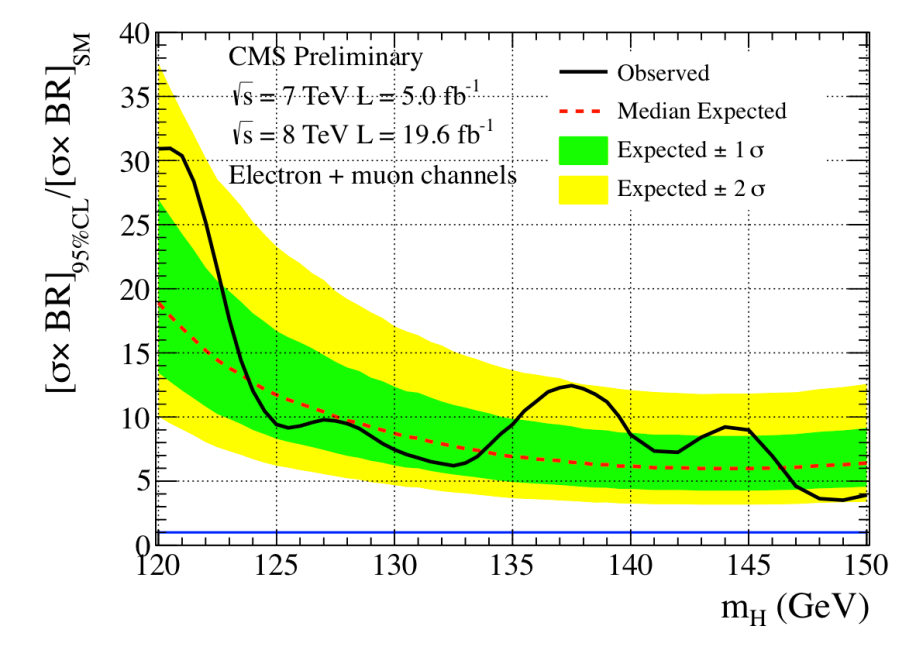 [σ× BR]95%CL/[σ× BR]SM
40
35
30
25
20
15
10
5
0
CMS Preliminary
√s = 7 TeV L = 5.0 fb-1
√s = 8 TeV L = 19.6 fb-1
Electron + muon channels
Observed
Median Expected
Expected ± 1 σ
Expected ± 2 σ
120 125 130 135 140 145 150
mH (GeV)